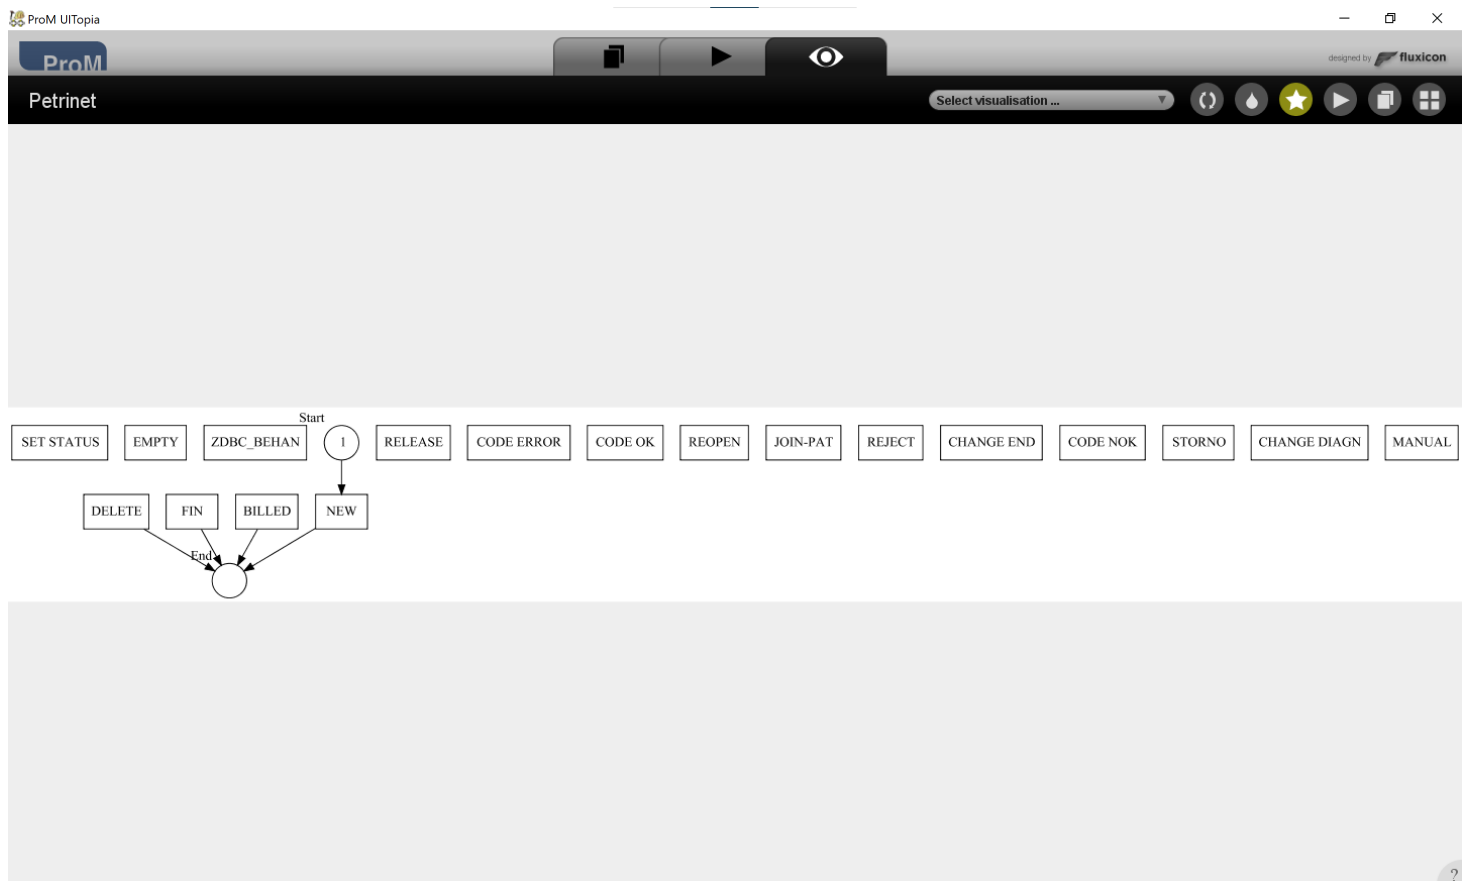 ProM UITopia
ProM
designed by fluxicon
Petrinet
Select visualisation ...
Start
SET STATUS
EMPTY
ZDBC_BEHAN
1
RELEASE
CODE ERROR
CODE OK
REOPEN
JOIN-PAT
REJECT
CHANGE END
CODE NOK
STORNO
CHANGE DIAGN
MANUAL
DELETE
FIN
BILLED
NEW
End
?